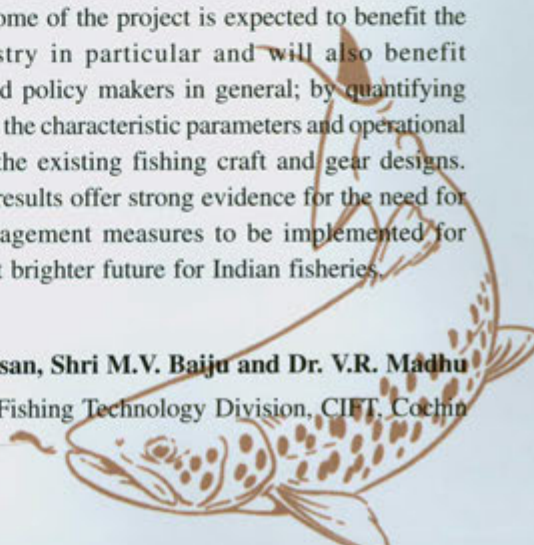 ome of the project is expected to benefit the
stry in particular and will also benefit
d policy makers in general; by quantifying
the characteristic parameters and operational
the existing fishing craft and gear designs.
results offer strong evidence for the need for
agement measures to be implemented for
t brighter future for Indian fisheries.
san, Shri M.V. Baiju and Dr. V.R. Madhu
Fishing Technology Division, CIFT, Cochin